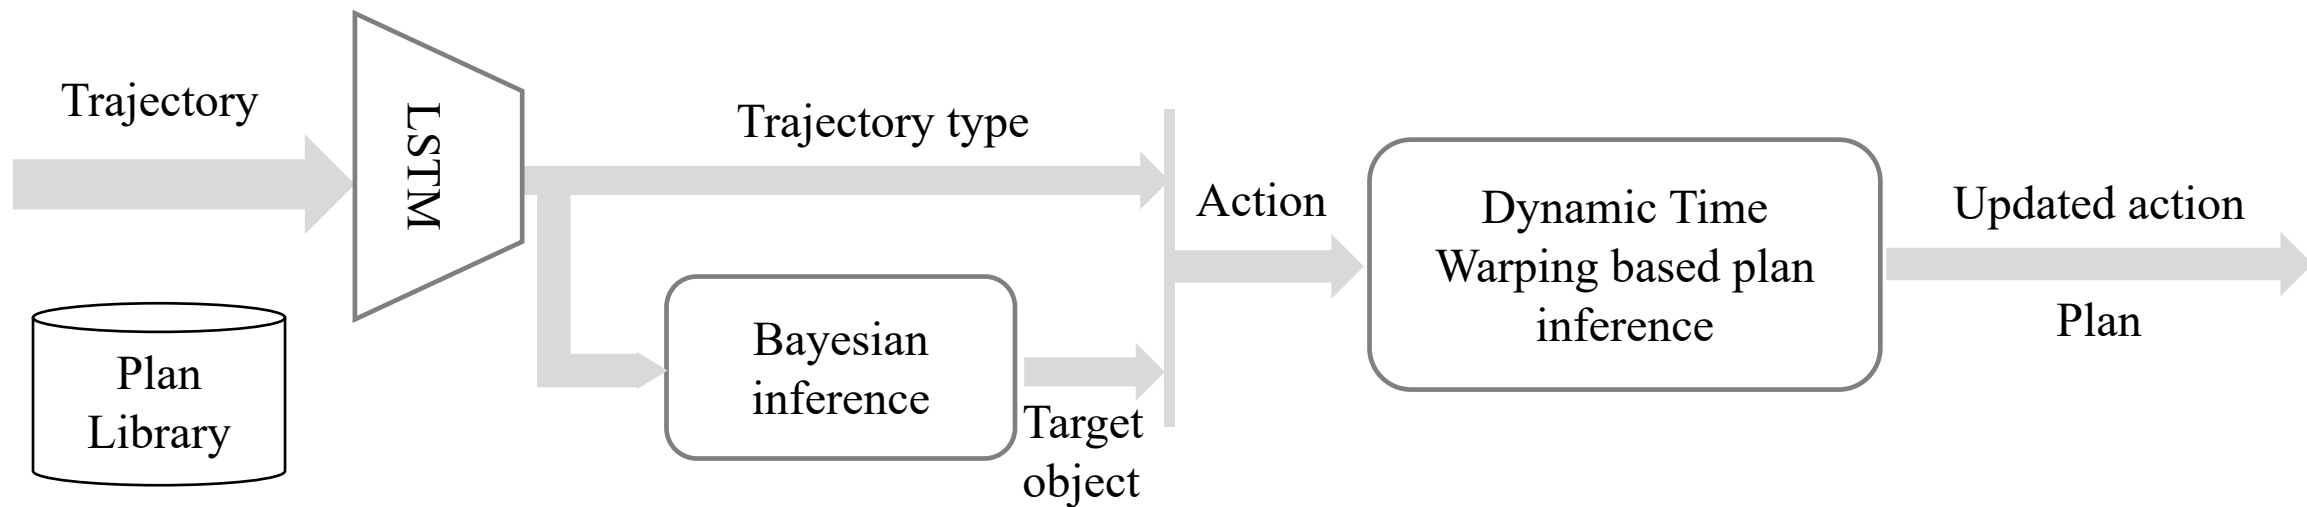 Trajectory
LSTM
Trajectory type
Plan
Library
Bayesian
inference
Target
object
Action
Dynamic Time
Warping based plan
inference
Updated action
Plan